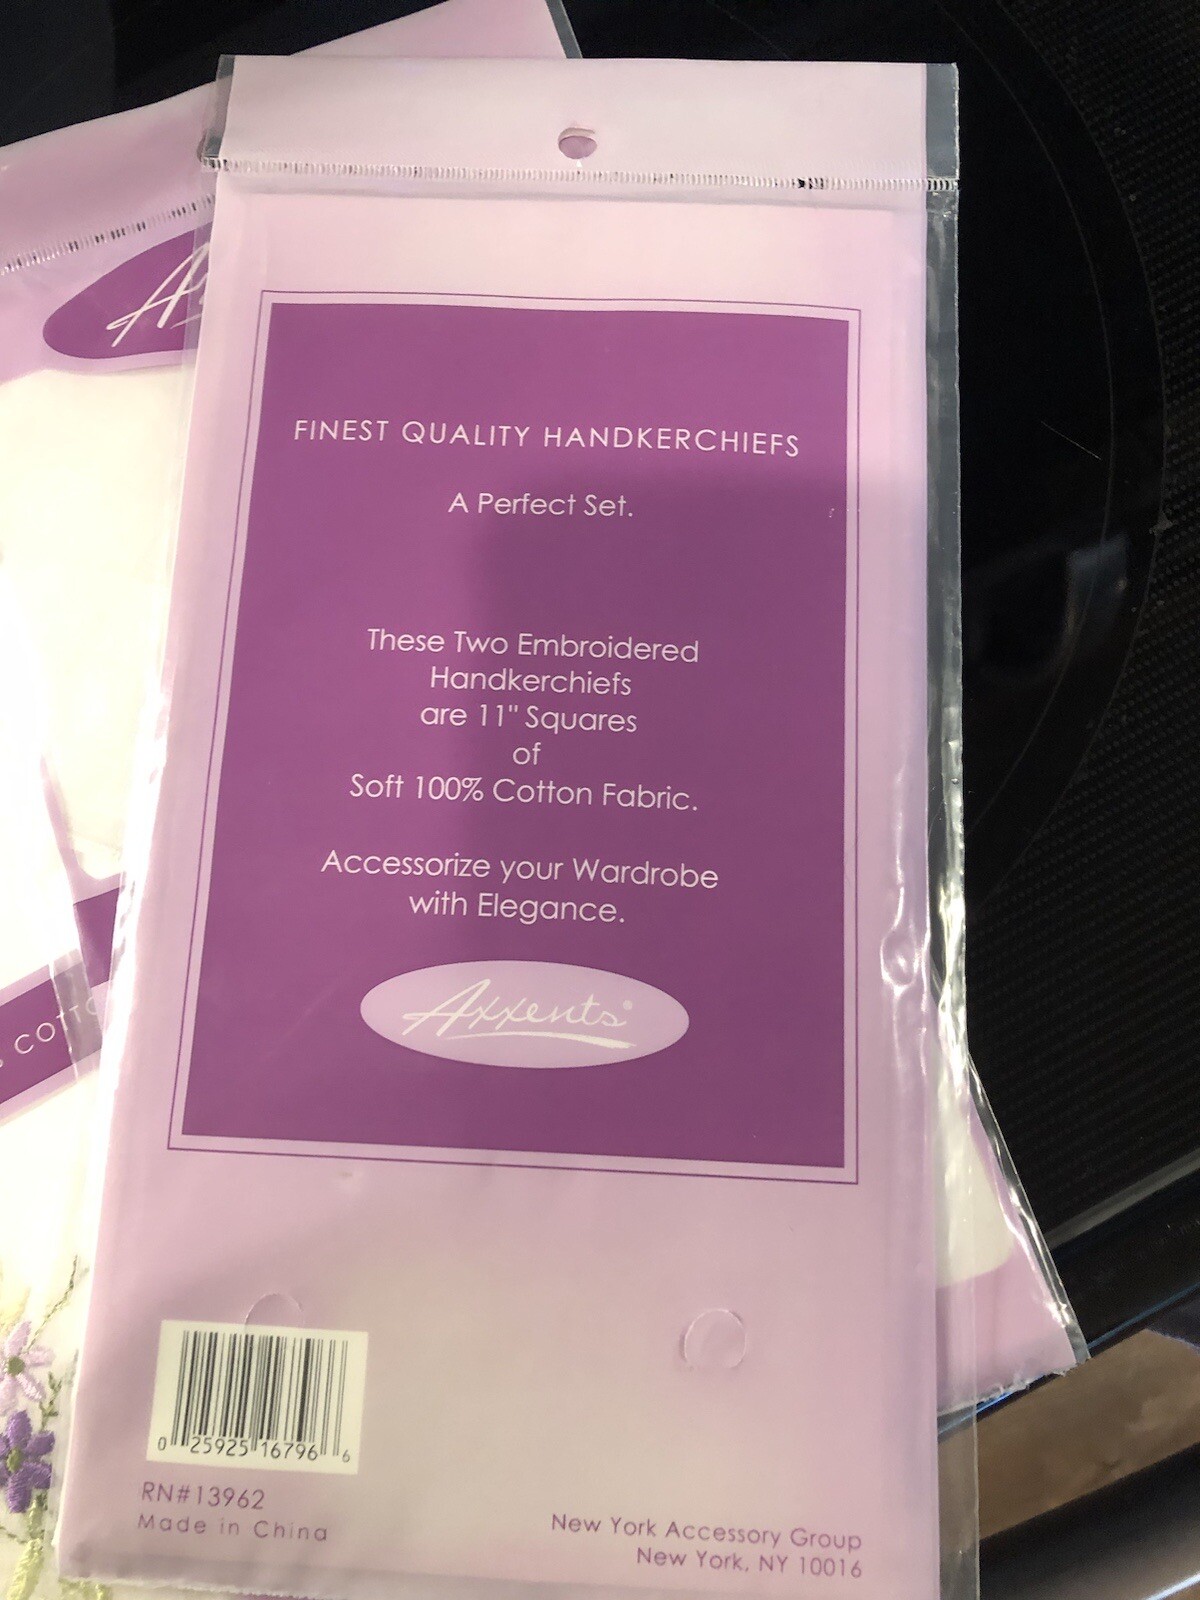 FINEST QUALITY HANDKERCHIEFS
A Perfect Set.
These Two Embroidered
Handkerchiefs
are 11" Squares
of
Soft 100% Cotton Fabric.
Accessorize your Wardrobe
with Elegance.
Axxents®
0 25925 16796 6
RN#13962
Made in China
New York Accessory Group
New York, NY 10016